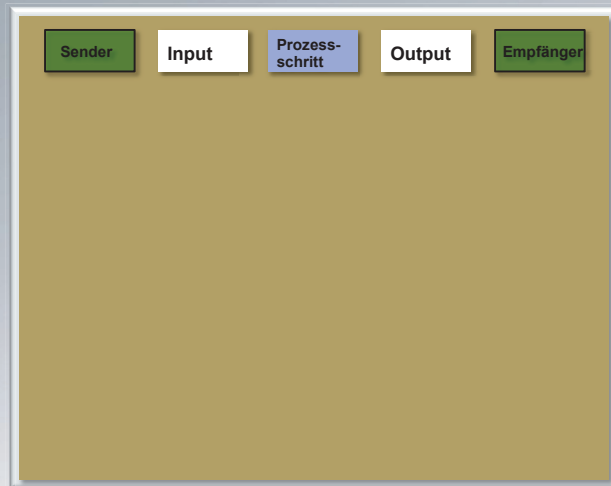 Sender
Input
Prozess-
schritt
Output
Empfänger